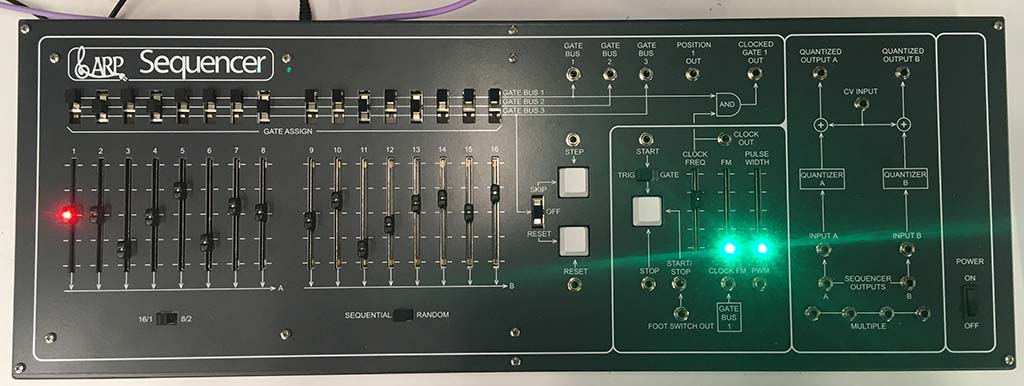 ARP Sequencer
GATE BUS 1
GATE BUS 2
GATE BUS 3
POSITION 1 OUT
CLOCKED GATE 1 OUT
QUANTIZED OUTPUT A
QUANTIZED OUTPUT B
CV INPUT
GATE BUS 1
GATE BUS 2
GATE BUS 3
AND
GATE ASSIGN
1 2 3 4 5 6 7 8 9 10 11 12 13 14 15 16
STEP
START
CLOCK OUT
TRIG GATE
CLOCK FREQ
FM
PULSE WIDTH
SKIP
OFF
RESET
QUANTIZER A
QUANTIZER B
INPUT A
INPUT B
RESET
STOP
START/STOP
CLOCK FM
PWM
SEQUENCER OUTPUTS
A
B
A
B
POWER
ON
OFF
16/1 8/2
SEQUENTIAL RANDOM
FOOT SWITCH OUT
GATE BUS 1
MULTIPLE